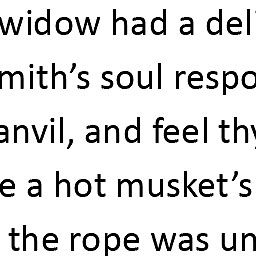 widow had a del
mith’s soul respo
anvil, and feel thy
e a hot musket’s
the rope was un